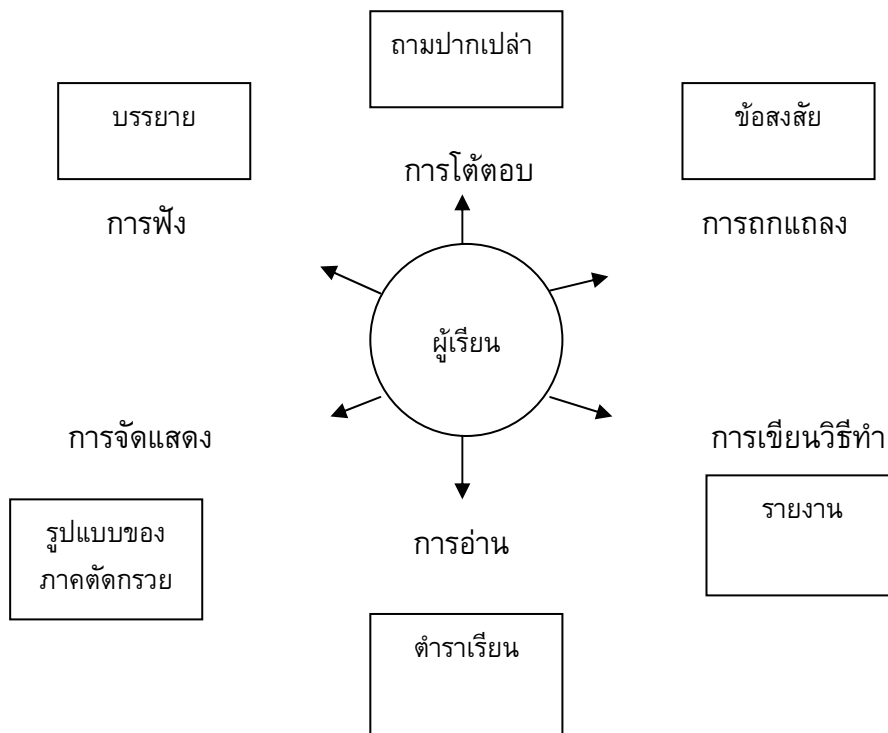 ถามปากเปล่า
บรรยาย
ข้อสงสัย
การโต้ตอบ
การฟัง
การถกแถลง
ผู้เรียน
การจัดแสดง
การเขียนวิธีทำ
รูปแบบของ
ภาคตัดกรวย
การอ่าน
รายงาน
ตำราเรียน